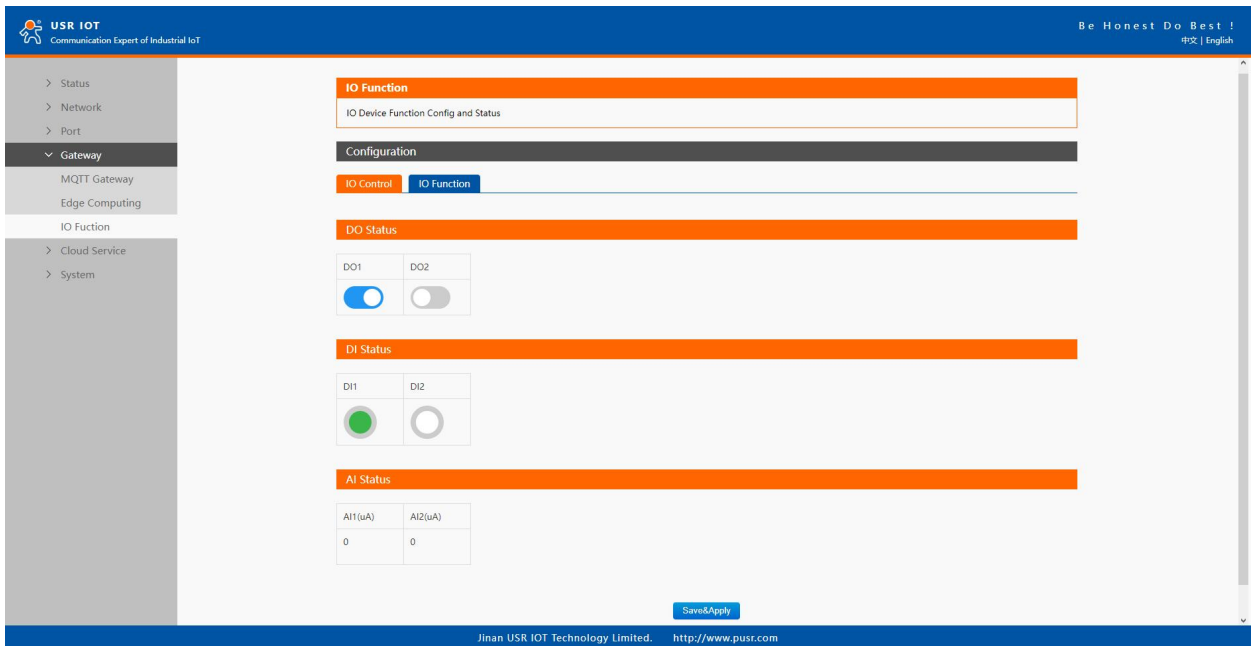 USR IOT
Communication Expert of Industrial IoT
Be Honest Do Best !
中文 | English
> Status
> Network
> Port
Gateway
MQTT Gateway
Edge Computing
IO Fuction
> Cloud Service
> System
IO Function
IO Device Function Config and Status
Configuration
IO Control IO Function
DO Status
DO1 DO2
DI Status
DI1 DI2
AI Status
AI1(uA) AI2(uA)
0 0
Save&Apply
Jinan USR IOT Technology Limited. http://www.pusr.com